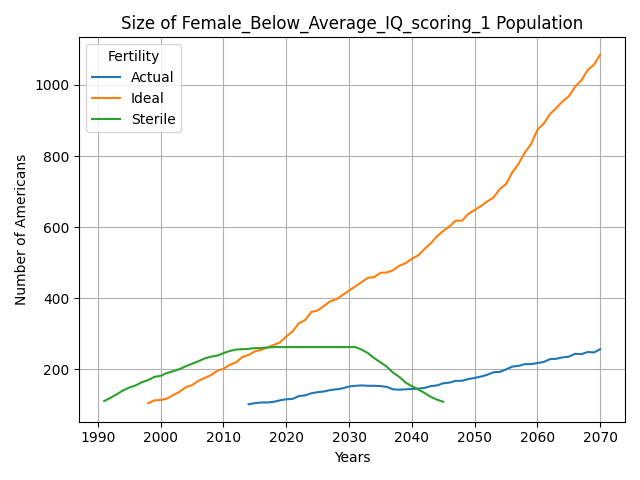 Size of Female_Below_Average_IQ_scoring_1 Population
Fertility
Actual
Ideal
Sterile
Number of Americans
1000
800
600
400
200
1990 2000 2010 2020 2030 2040 2050 2060 2070
Years